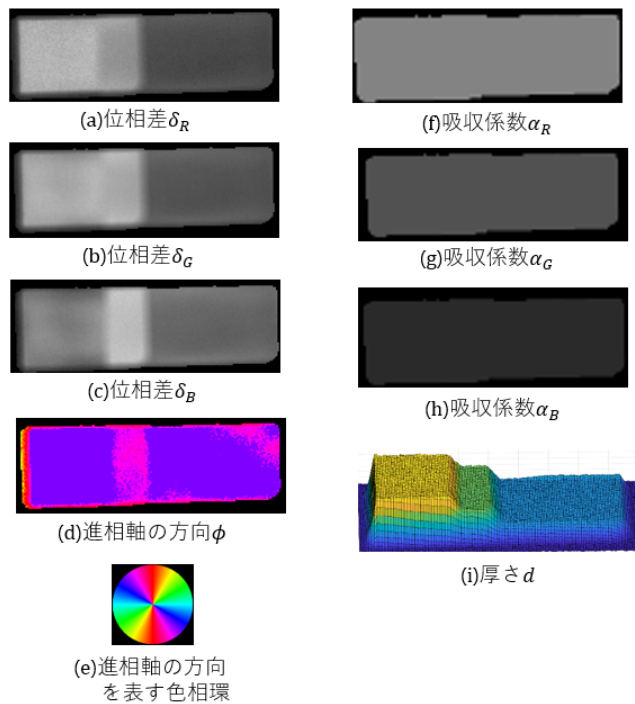 (a)位相差δR
(b)位相差δG
(c)位相差δB
(d)進相軸の方向ϕ
(e)進相軸の方向
を表す色相環
(f)吸収係数αR
(g)吸収係数αG
(h)吸収係数αB
(i)厚さd